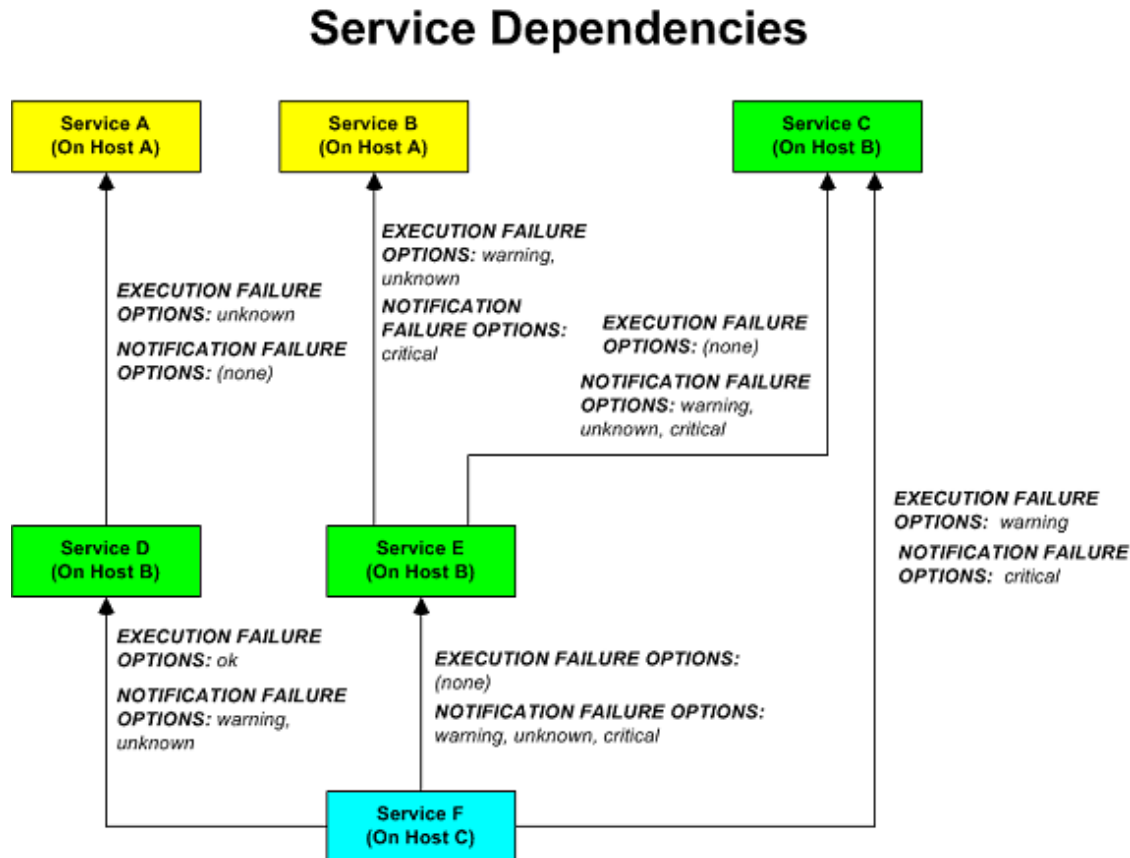 Service Dependencies
Service A
(On Host A)
Service B
(On Host A)
Service C
(On Host B)
EXECUTION FAILURE
OPTIONS: unknown
NOTIFICATION FAILURE
OPTIONS: (none)
EXECUTION FAILURE
OPTIONS: warning,
unknown
NOTIFICATION
FAILURE OPTIONS:
critical
EXECUTION FAILURE
OPTIONS: (none)
NOTIFICATION FAILURE
OPTIONS: warning,
unknown, critical
EXECUTION FAILURE
OPTIONS: warning
NOTIFICATION FAILURE
OPTIONS: critical
Service D
(On Host B)
Service E
(On Host B)
EXECUTION FAILURE
OPTIONS: ok
NOTIFICATION FAILURE
OPTIONS: warning,
unknown
EXECUTION FAILURE OPTIONS:
(none)
NOTIFICATION FAILURE OPTIONS:
warning, unknown, critical
Service F
(On Host C)